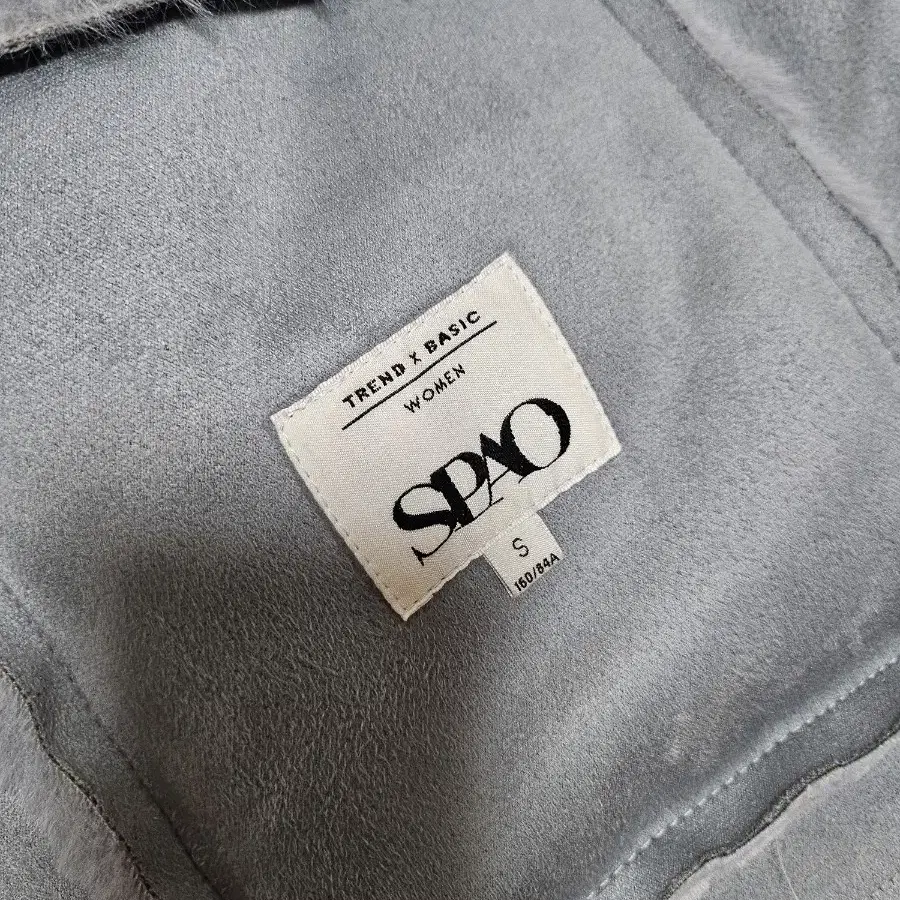 TREND X BASIC
WOMEN
SPAO
S
160/84A